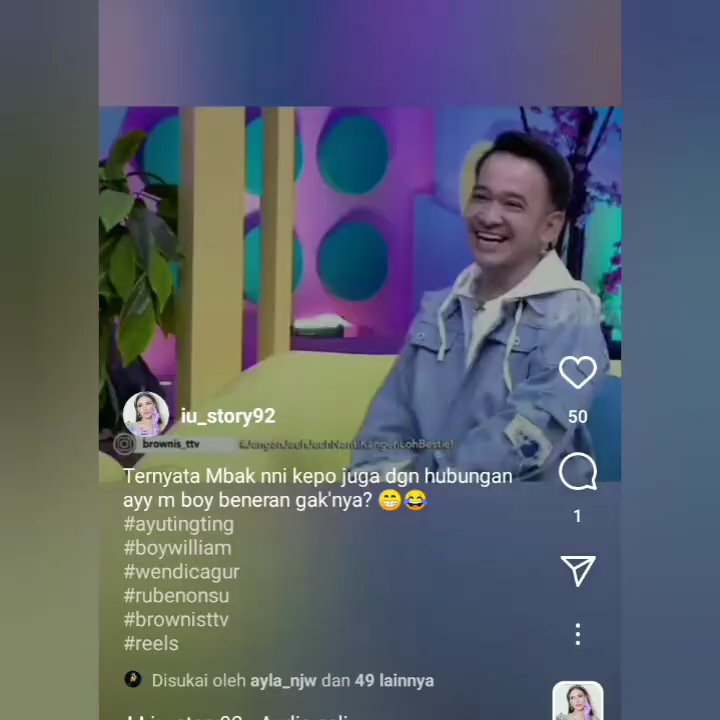 50
iu_story92
brownis_ttv
#JanganJauhJauhNantiKangenLohBestie!
Ternyata Mbak nni kepo juga dgn hubungan
ayy m boy beneran gak'nya? 😁😂
1
#ayutingting
#boywilliam
#wendicagur
#rubenonsu
#brownisttv
#reels
Disukai oleh ayla_njw dan 49 lainnya